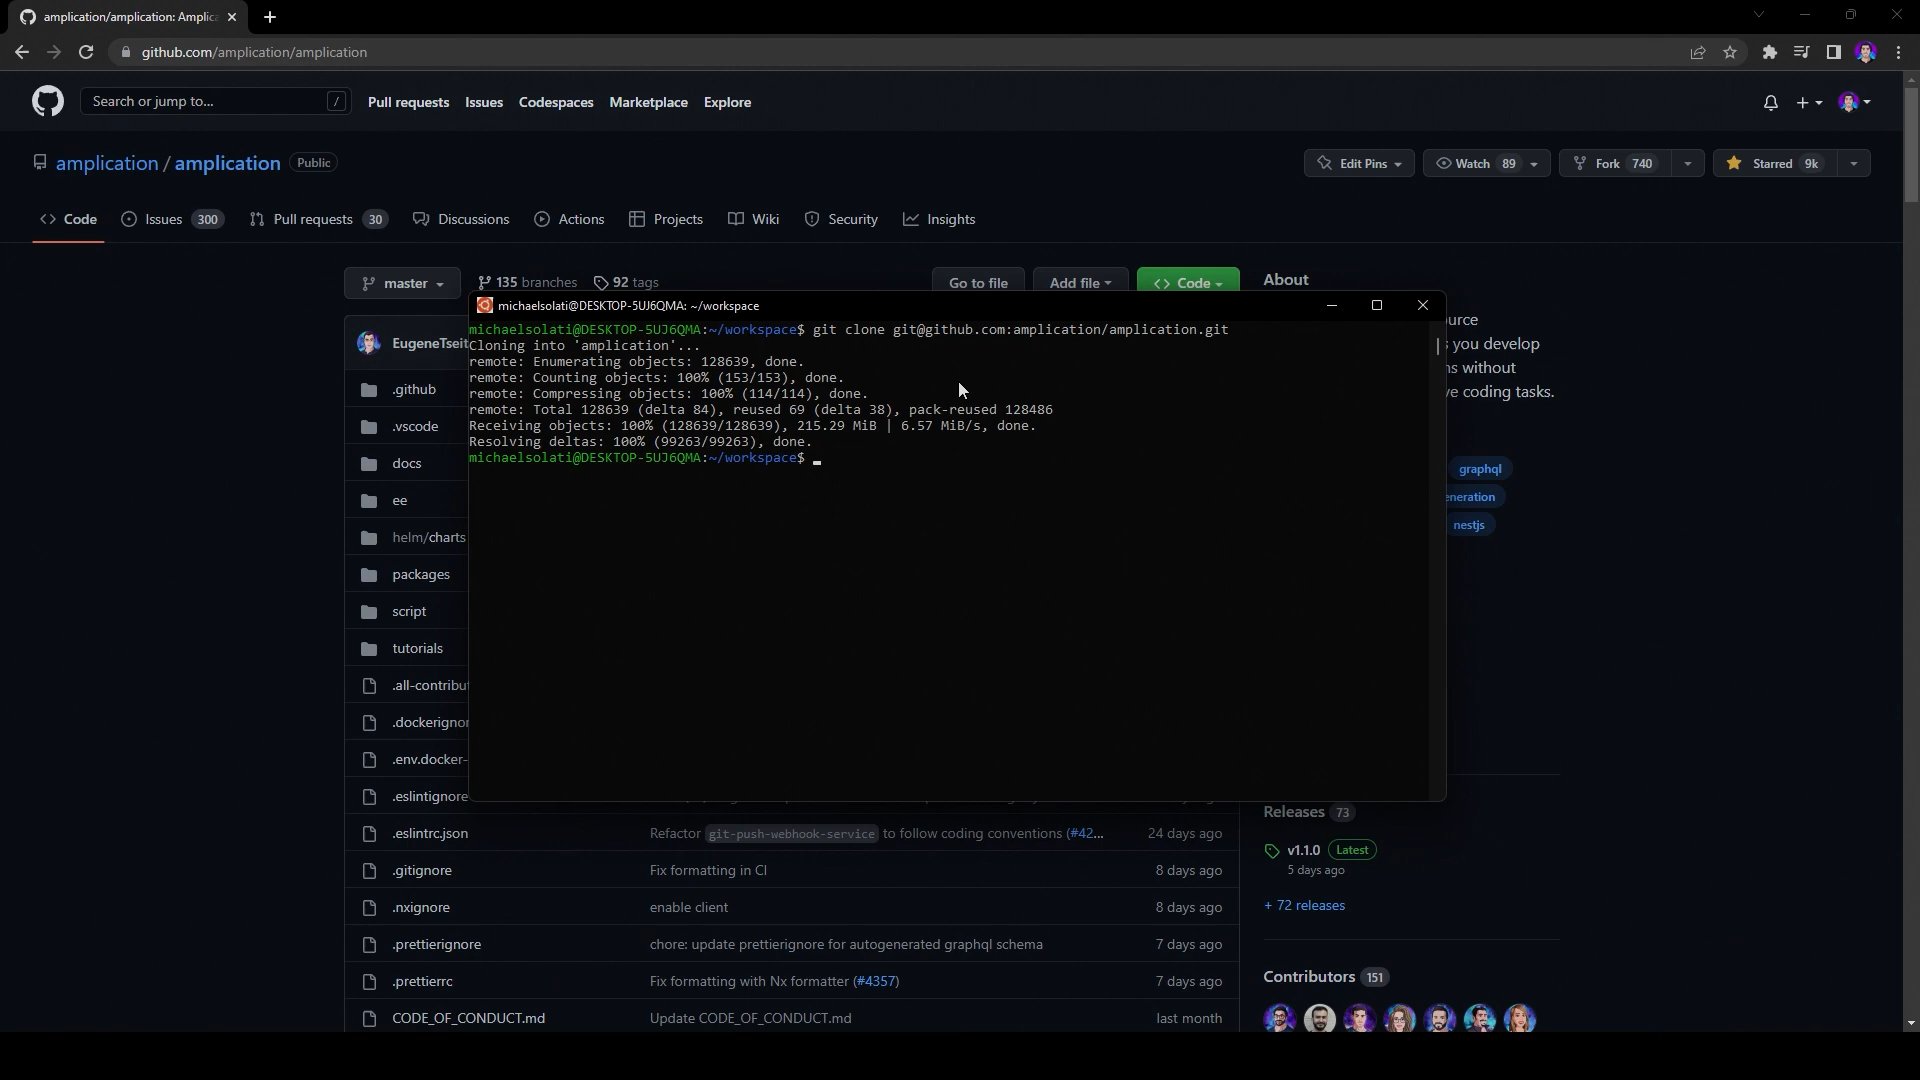 amplication/amplication: Amplic
github.com/amplication/amplication
Search or jump to... /
Pull requests Issues Codespaces Marketplace Explore
amplication / amplication Public
Edit Pins Watch 89 Fork 740 Starred 9k
Code Issues 300 Pull requests 30 Discussions Actions Projects Wiki Security Insights
master 135 branches 92 tags Go to file Add file Code
About
michaelsolati@DESKTOP-5UJ6QMA: ~/workspace
michaelsolati@DESKTOP-5UJ6QMA:~/workspace$ git clone git@github.com:amplication/amplication.git
Cloning into 'amplication'...
remote: Enumerating objects: 128639, done.
remote: Counting objects: 100% (153/153), done.
remote: Compressing objects: 100% (114/114), done.
remote: Total 128639 (delta 84), reused 69 (delta 38), pack-reused 128486
Receiving objects: 100% (128639/128639), 215.29 MiB | 6.57 MiB/s, done.
Resolving deltas: 100% (99263/99263), done.
michaelsolati@DESKTOP-5UJ6QMA:~/workspace$
EugeneTseit
.github
.vscode
docs
ee
helm/charts
packages
script
tutorials
.all-contribu
.dockerignor
.env.docker-
.eslintignore
.eslintrc.json Refactor git-push-webhook-service to follow coding conventions (#42... 24 days ago
.gitignore Fix formatting in CI 8 days ago
.nxignore enable client 8 days ago
.prettierignore chore: update prettierignore for autogenerated graphql schema 7 days ago
.prettierrc Fix formatting with Nx formatter (#4357) 7 days ago
CODE_OF_CONDUCT.md Update CODE_OF_CONDUCT.md last month
urce
you develop
ns without
ve coding tasks.
graphql
eneration
nestjs
Releases 73
v1.1.0 Latest
5 days ago
+ 72 releases
Contributors 151